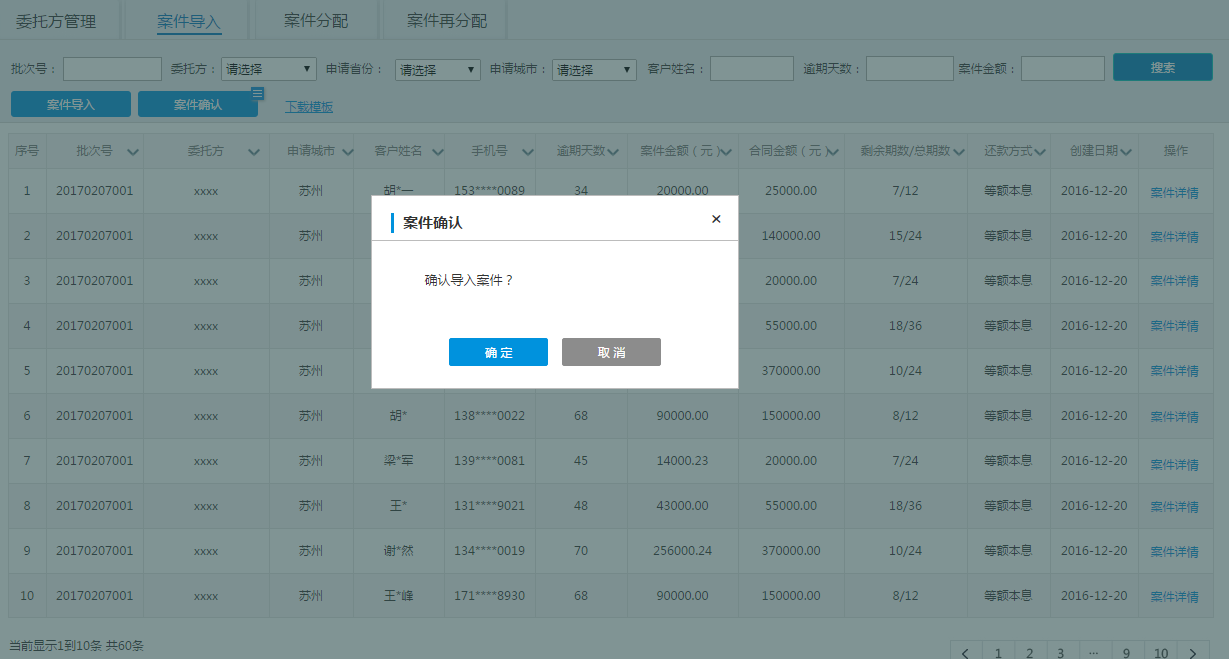 委托方管理 案件导入 案件分配 案件再分配
批次号： 委托方： 请选择 申请省份： 请选择 申请城市： 请选择 客户姓名： 逾期天数： 案件金额： 搜索
案件导入 案件确认 下载模板
序号 批次号 委托方 申请城市 客户姓名 手机号 逾期天数 案件金额（元） 合同金额（元） 剩余期数/总期数 还款方式 创建日期 操作
1 20170207001 xxxx 苏州 胡*一 153****0089 34 20000.00 25000.00 7/12 等额本息 2016-12-20 案件详情
2 20170207001 xxxx 苏州 140000.00 15/24 等额本息 2016-12-20 案件详情
3 20170207001 xxxx 苏州 20000.00 7/24 等额本息 2016-12-20 案件详情
4 20170207001 xxxx 苏州 55000.00 18/36 等额本息 2016-12-20 案件详情
5 20170207001 xxxx 苏州 370000.00 10/24 等额本息 2016-12-20 案件详情
6 20170207001 xxxx 苏州 胡* 138****0022 68 90000.00 150000.00 8/12 等额本息 2016-12-20 案件详情
7 20170207001 xxxx 苏州 梁*军 139****0081 45 14000.23 20000.00 7/24 等额本息 2016-12-20 案件详情
8 20170207001 xxxx 苏州 王* 131****9021 48 43000.00 55000.00 18/36 等额本息 2016-12-20 案件详情
9 20170207001 xxxx 苏州 谢*然 134****0019 70 256000.24 370000.00 10/24 等额本息 2016-12-20 案件详情
10 20170207001 xxxx 苏州 王*峰 171****8930 68 90000.00 150000.00 8/12 等额本息 2016-12-20 案件详情
案件确认 ×
确认导入案件？
确 定 取 消
当前显示1到10条 共60条
1 2 3 ... 9 10